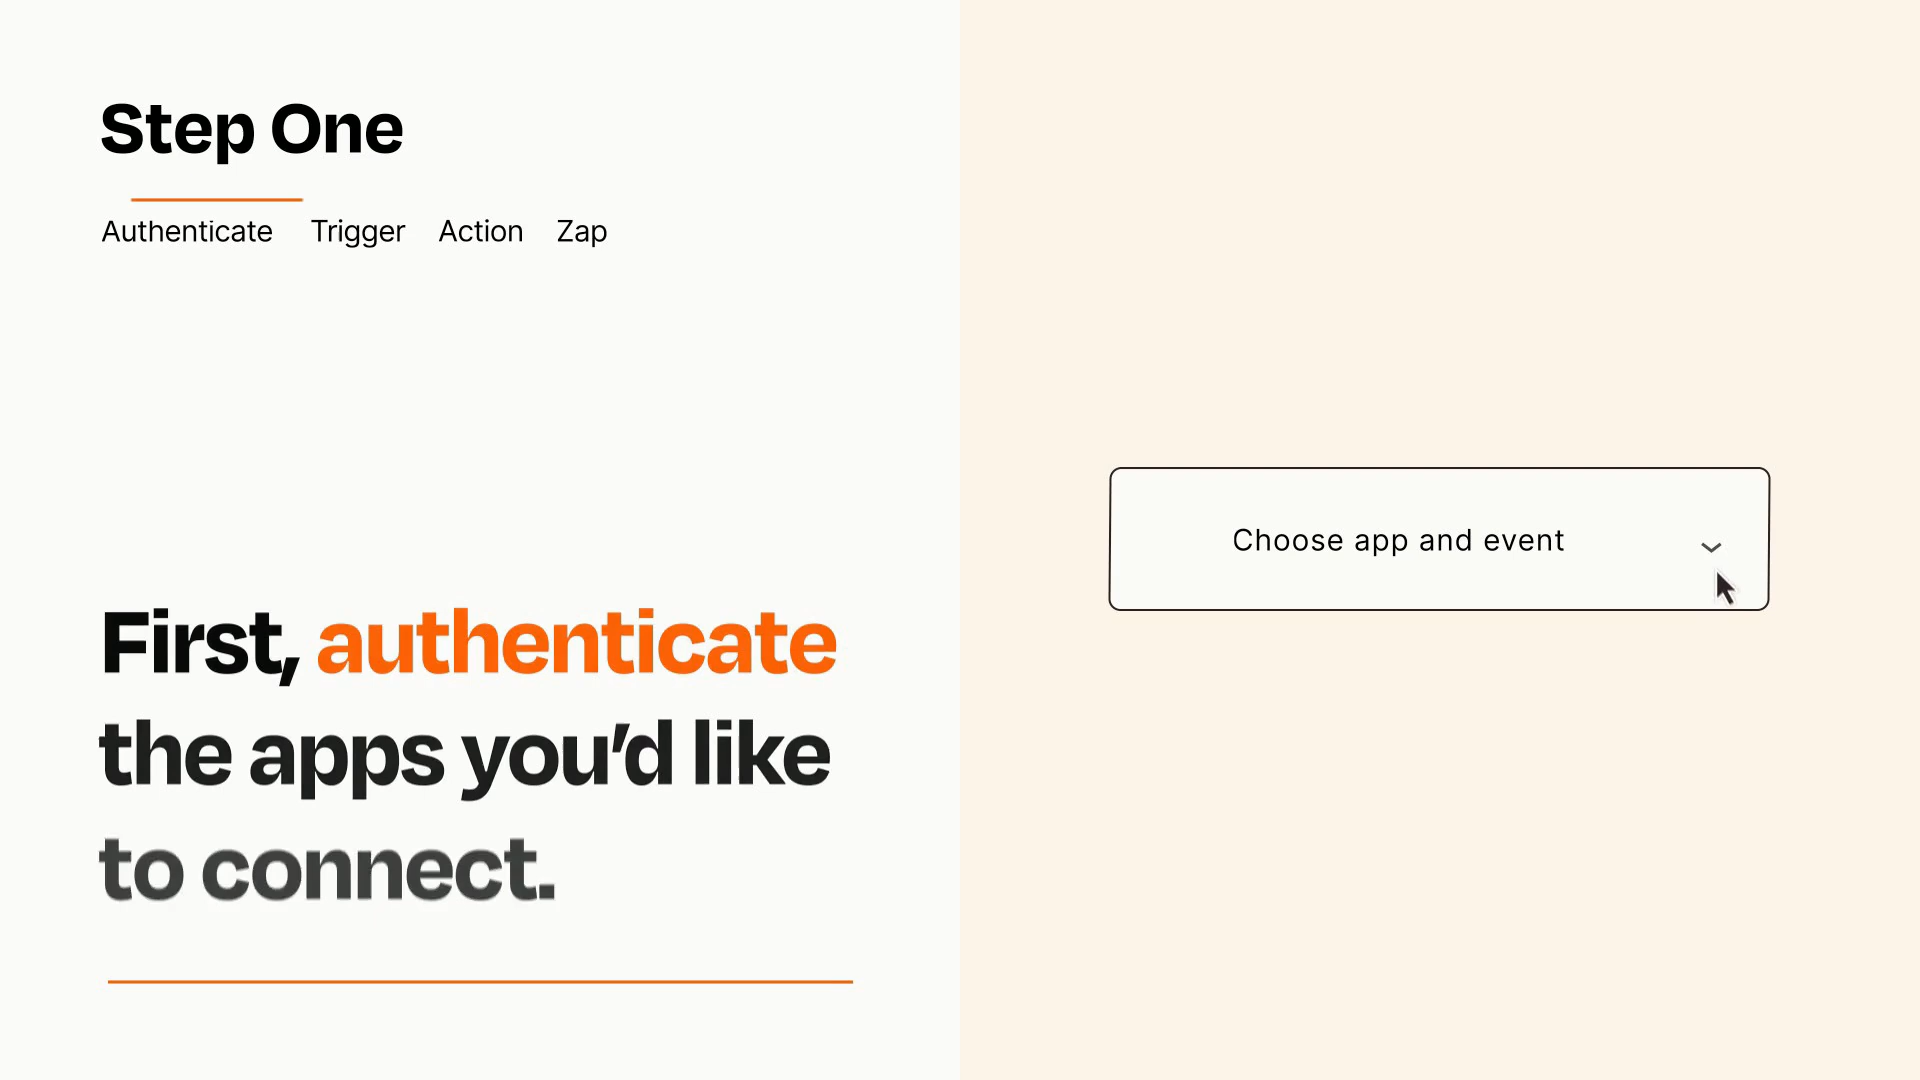 Step One
Authenticate Trigger Action Zap
First, authenticate
the apps you’d like
to connect.
Choose app and event